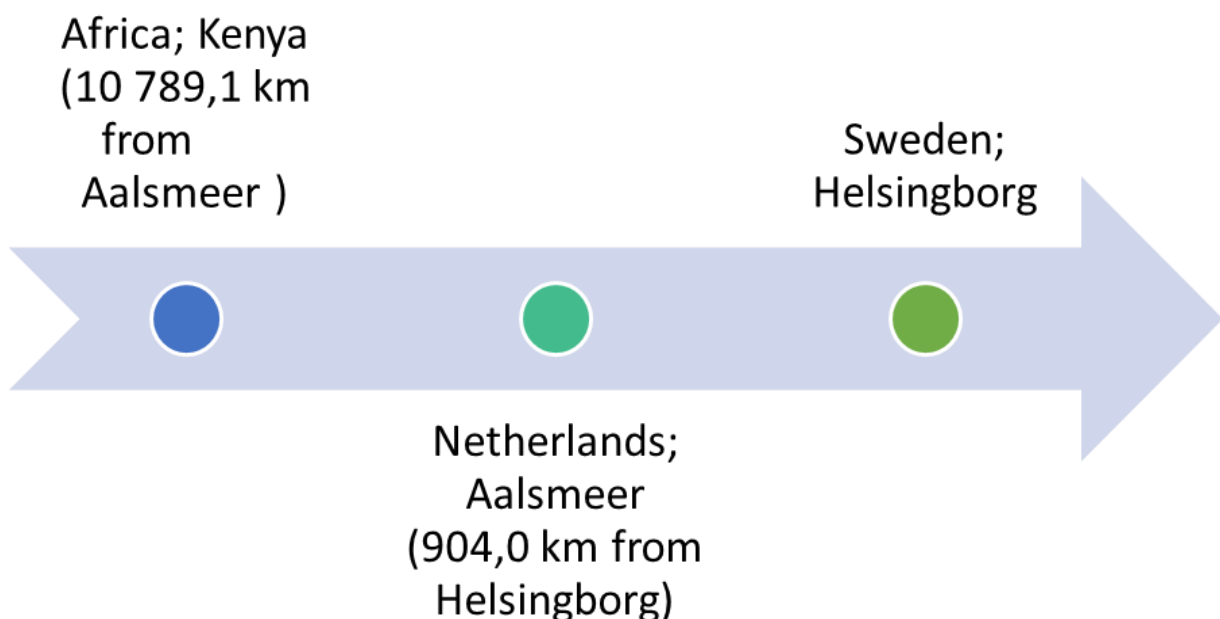 Africa; Kenya
(10 789,1 km
from
Aalsmeer )
Netherlands;
Aalsmeer
(904,0 km from
Helsingborg)
Sweden;
Helsingborg